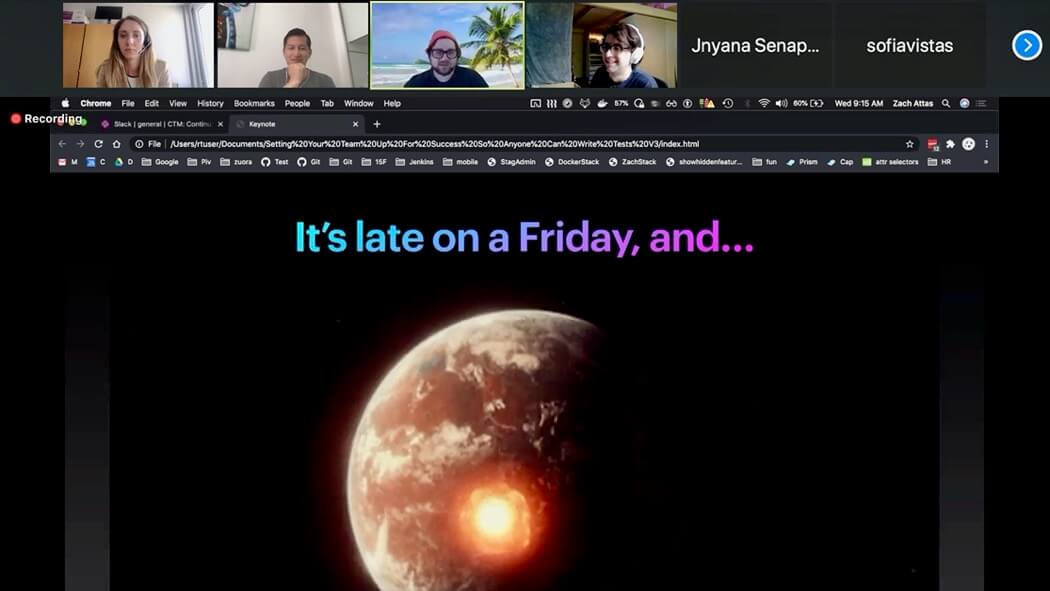 Jnyana Senap...
sofiavistas
Recording
Chrome File Edit View History Bookmarks People Tab Window Help
57%
60%
Wed 9:15 AM Zach Attas
Slack | general | CTM: Continu
Keynote
File /Users/rtuser/Documents/Setting%20Your%20Team%20Up%20For%20Success%20So%20Anyone%20Can%20Write%20Tests%20V3/index.html
M C D Google Piv zuora Test Git Git 15F Jenkins mobile StagAdmin DockerStack ZachStack showhiddenfeatur... fun Prism Cap attr selectors HR »
It's late on a Friday, and...